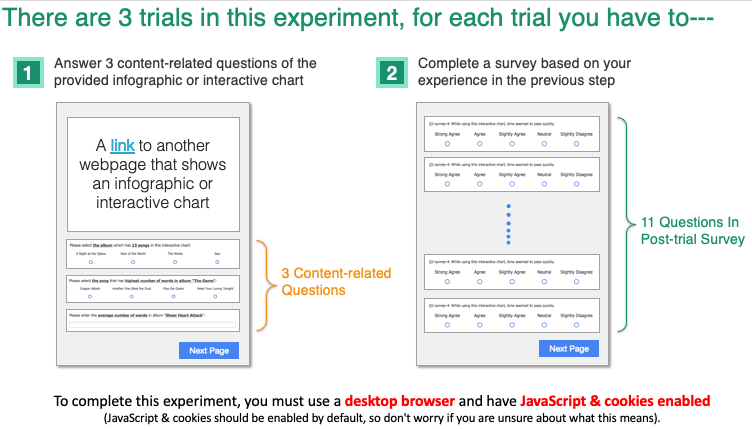 There are 3 trials in this experiment, for each trial you have to---
1
Answer 3 content-related questions of the
provided infographic or interactive chart
2
Complete a survey based on your
experience in the previous step
A link to another
webpage that shows
an infographic or
interactive chart
Please select the album which has 13 songs in this interactive chart:
A Night at the Opera News of the World The Works Jazz
Please select the song that has highest number of words in album "The Game":
Dragon Attack Another One Bites the Dust Play the Game Need Your Loving Tonight
Please enter the average number of words in album "Sheer Heart Attack":
Next Page
3 Content-related
Questions
Q1-survey-4. While using this interactive chart, time seemed to pass quickly.
Strong Agree Agree Slightly Agree Neutral Slightly Disagree
Q1-survey-4. While using this interactive chart, time seemed to pass quickly.
Strong Agree Agree Slightly Agree Neutral Slightly Disagree
Q1-survey-4. While using this interactive chart, time seemed to pass quickly.
Strong Agree Agree Slightly Agree Neutral Slightly Disagree
Q1-survey-4. While using this interactive chart, time seemed to pass quickly.
Strong Agree Agree Slightly Agree Neutral Slightly Disagree
Next Page
11 Questions In
Post-trial Survey
To complete this experiment, you must use a desktop browser and have JavaScript & cookies enabled
(JavaScript & cookies should be enabled by default, so don't worry if you are unsure about what this means).